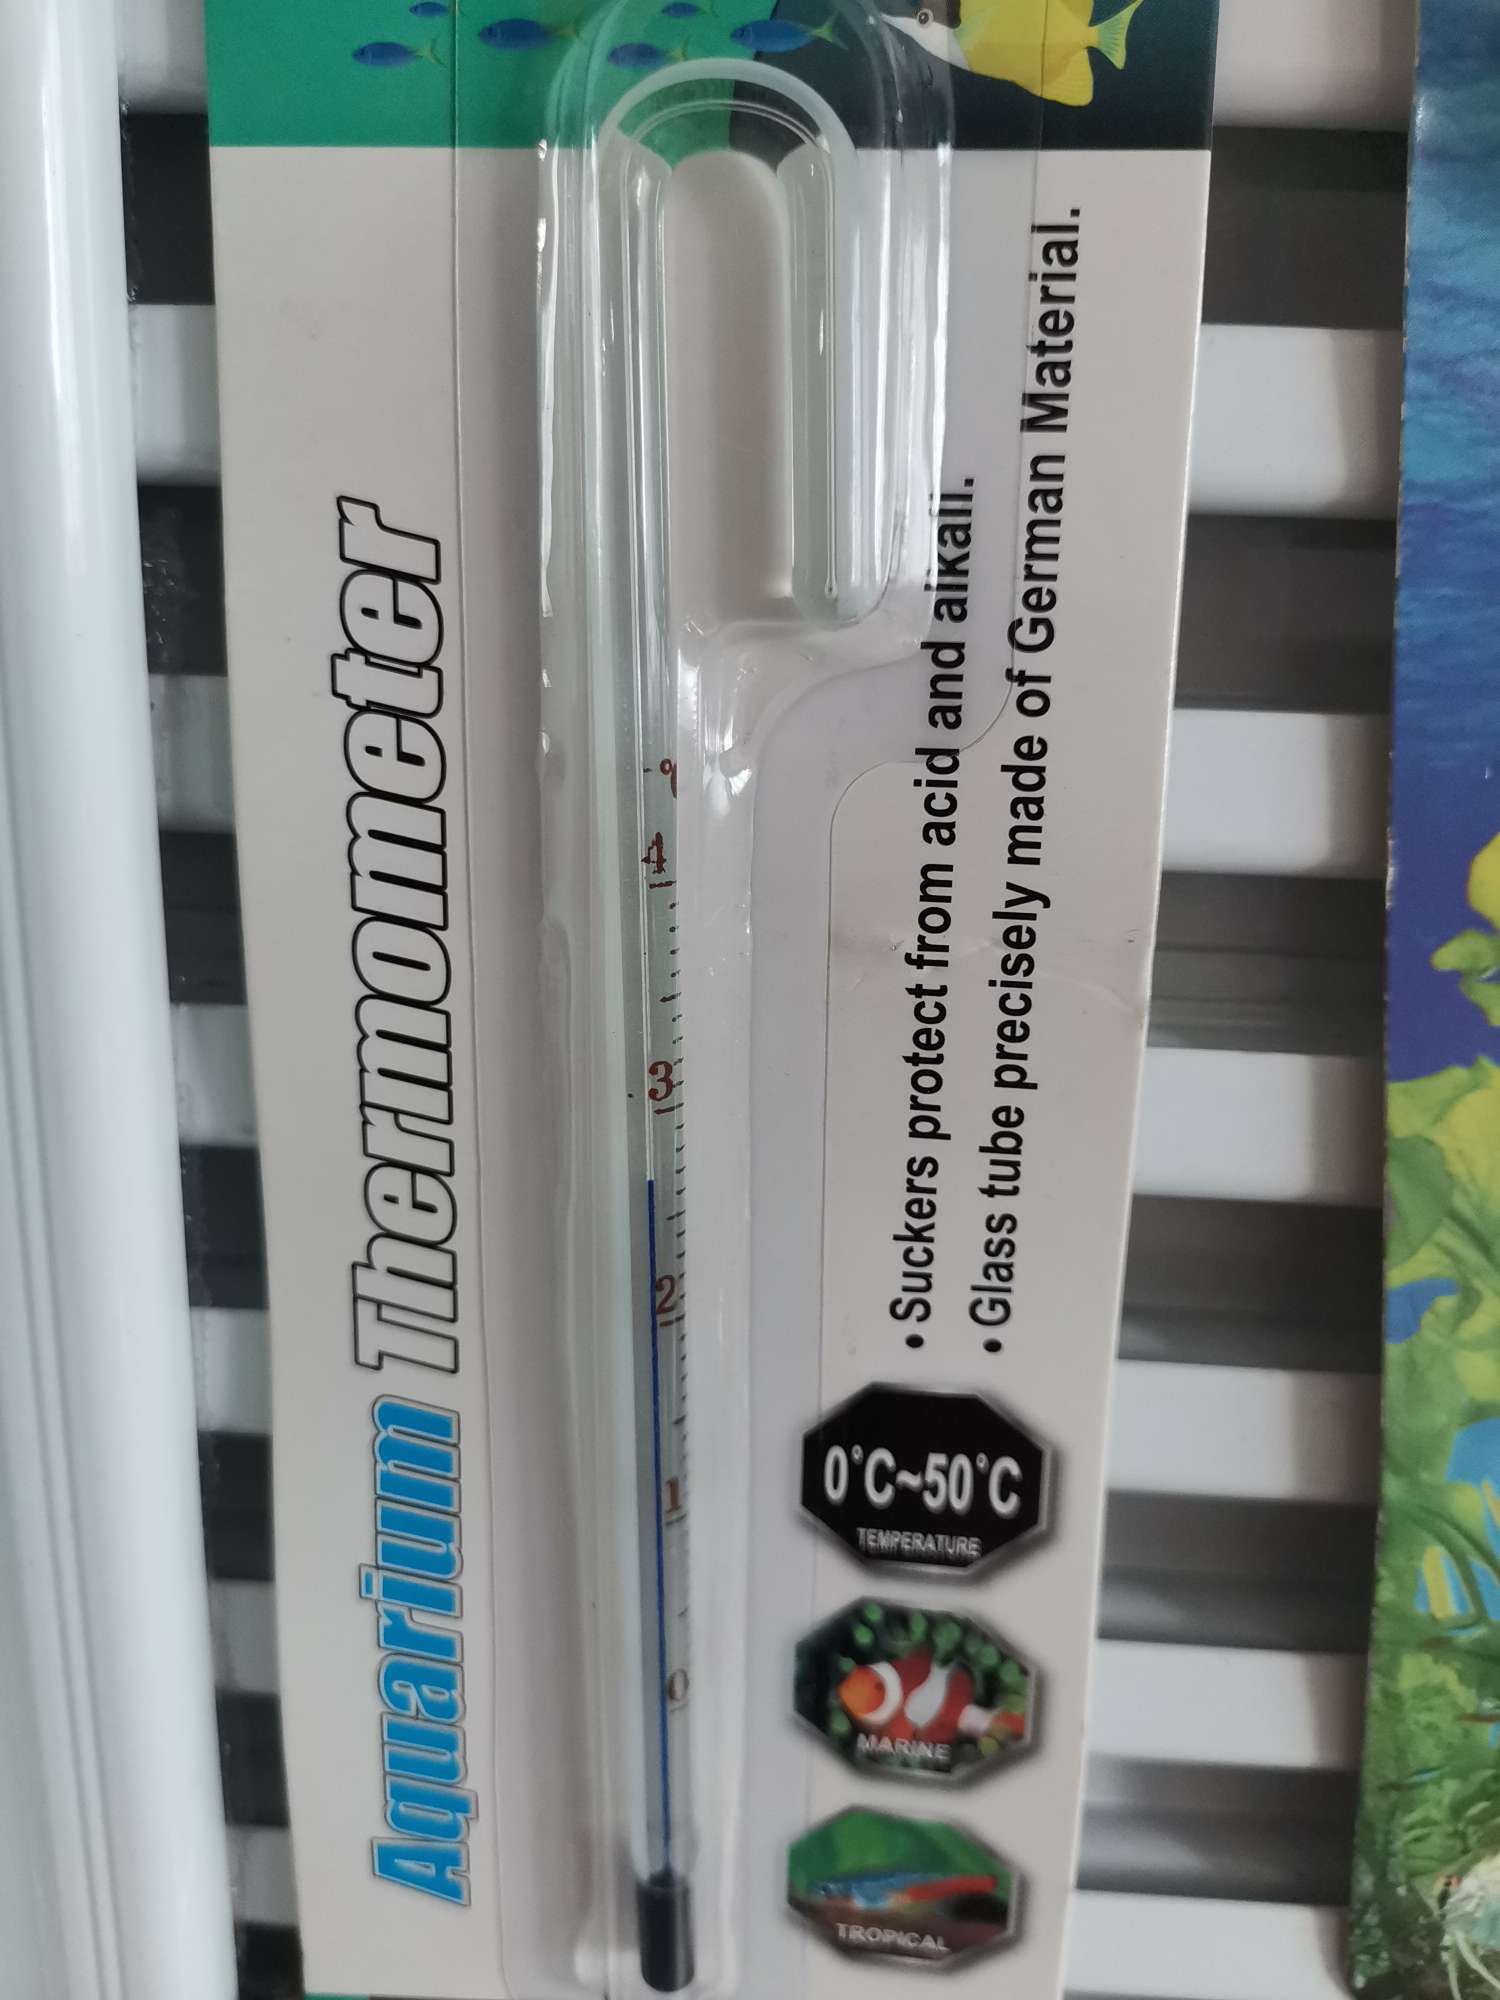 Aquarium Thermometer
• Suckers protect from acid and alkali.
• Glass tube precisely made of German Material.
0°C~50°C
TEMPERATURE
MARINE
TROPICAL
4
3
2
1
0